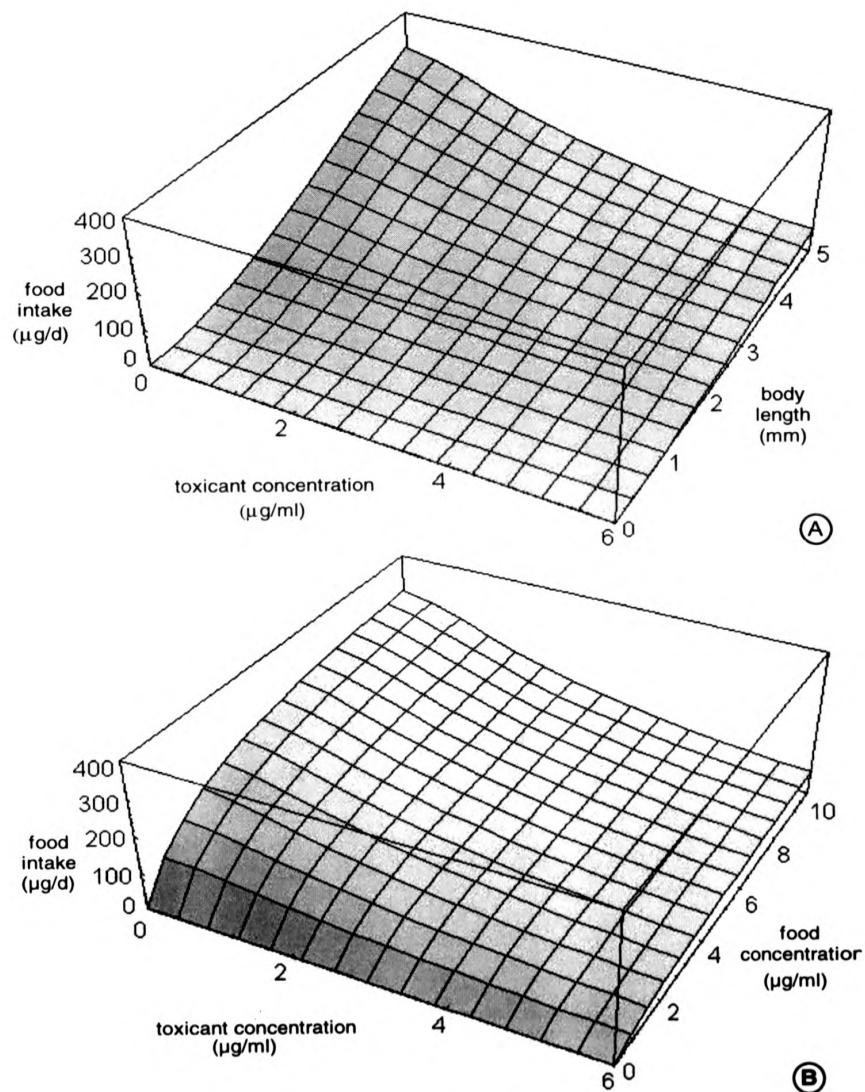 400
300
200
100
0
food
intake
(μg/d)
0
2
4
6
toxicant concentration
(μg/ml)
0
1
2
3
4
5
body
length
(mm)
A
400
300
200
100
0
food
intake
(μg/d)
0
2
4
6
toxicant concentration
(μg/ml)
0
2
4
6
8
10
food
concentration
(μg/ml)
B